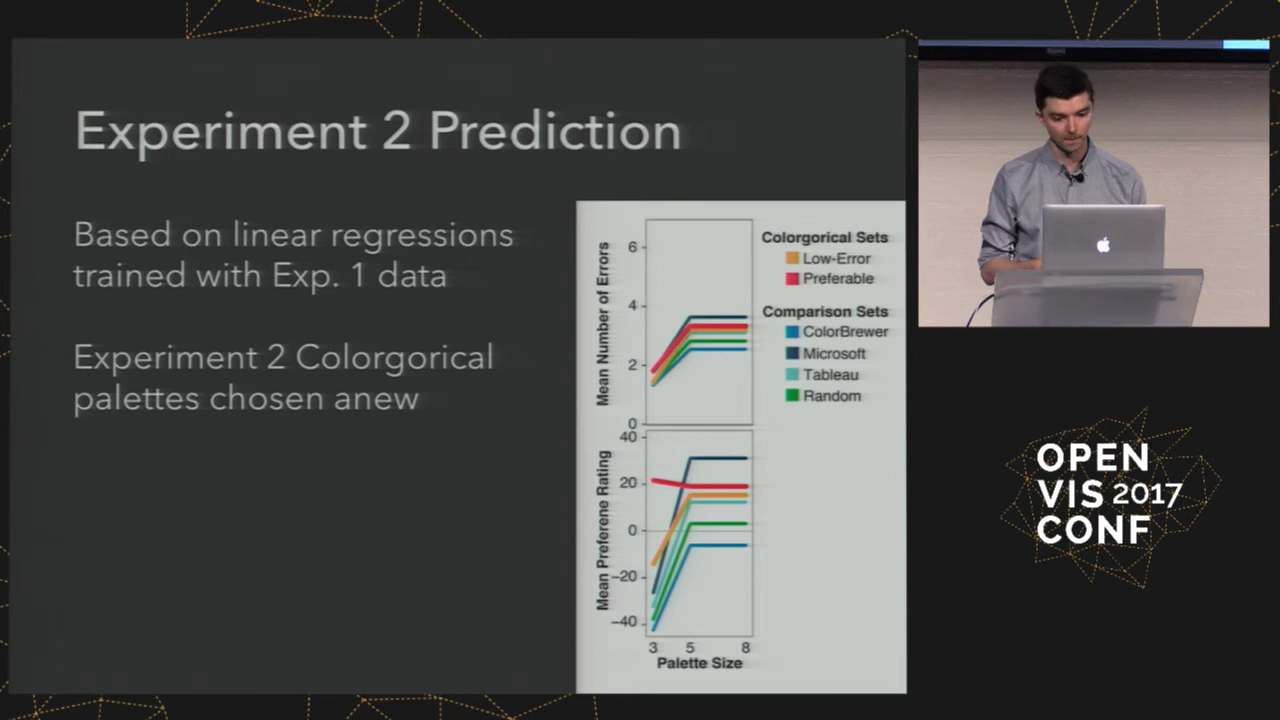 Experiment 2 Prediction
Based on linear regressions
trained with Exp. 1 data
Experiment 2 Colorgorical
palettes chosen anew
Mean Number of Errors
6
4
2
0
Colorgorical Sets
Low-Error
Preferable
Comparison Sets
ColorBrewer
Microsoft
Tableau
Random
Mean Preferene Rating
40
20
0
−20
−40
3 5 8
Palette Size
OPEN
VIS 2017
CONF